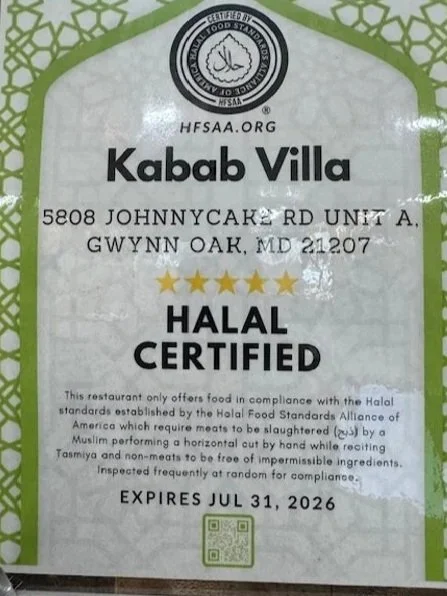 CERTIFIED BY
HALAL FOOD STANDARDS ALLIANCE OF AMERICA
حلال
HFSAA
®
HFSAA.ORG
Kabab Villa
5808 JOHNNYCAKE RD UNIT A,
GWYNN OAK, MD 21207
HALAL
CERTIFIED
This restaurant only offers food in compliance with the Halal
standards established by the Halal Food Standards Alliance of
America which require meats to be slaughtered (ذبح) by a
Muslim performing a horizontal cut by hand while reciting
Tasmiya and non-meats to be free of impermissible ingredients.
Inspected frequently at random for compliance.
EXPIRES JUL 31, 2026